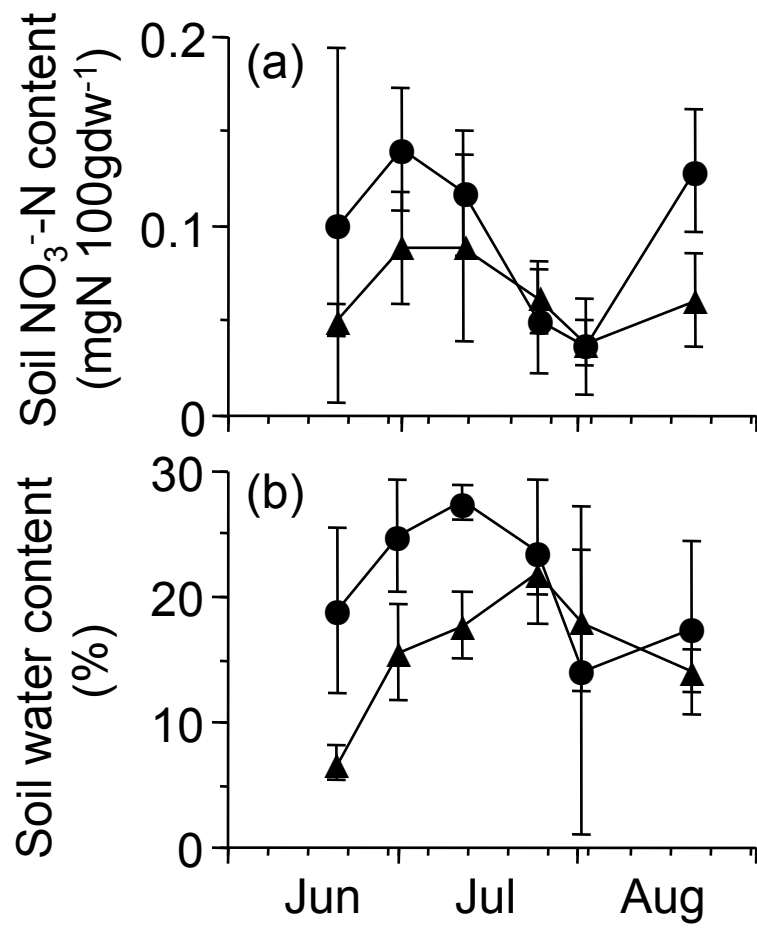 Soil NO₃⁻-N content
(mgN 100gdw⁻¹)
(a)
0.2
0.1
0
Soil water content
(%)
(b)
30
20
10
0
Jun Jul Aug